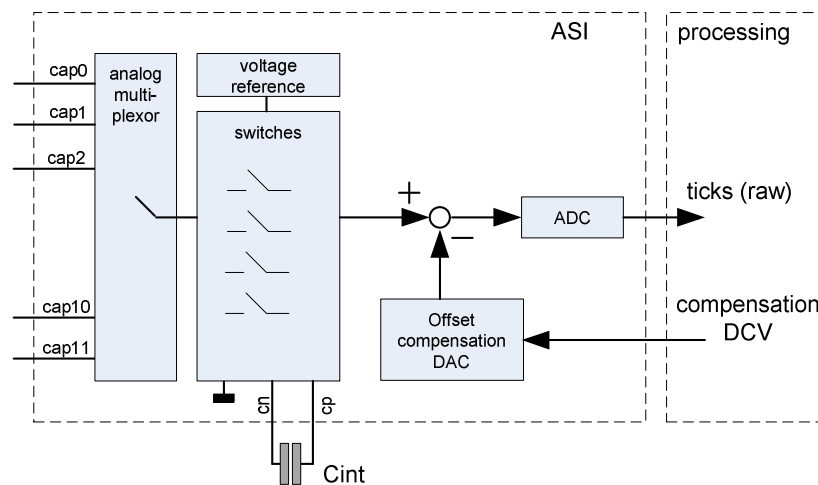 ASI
processing
cap0
cap1
cap2
cap10
cap11
analog
multi-
plexor
voltage
reference
switches
+
−
ADC
ticks (raw)
Offset
compensation
DAC
compensation
DCV
cn
cp
Cint